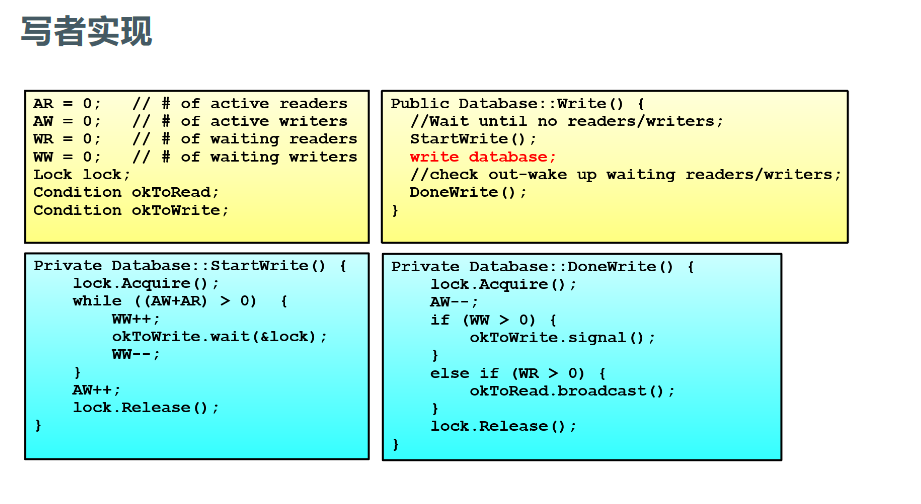 写者实现
AR = 0;   // # of active readers
AW = 0;   // # of active writers
WR = 0;   // # of waiting readers
WW = 0;   // # of waiting writers
Lock lock;
Condition okToRead;
Condition okToWrite;
Public Database::Write() {
  //Wait until no readers/writers;
  StartWrite();
  write database;
  //check out-wake up waiting readers/writers;
  DoneWrite();
}
Private Database::StartWrite() {
    lock.Acquire();
    while ((AW+AR) > 0)  {
        WW++;
        okToWrite.wait(&lock);
        WW--;
    }
    AW++;
    lock.Release();
}
Private Database::DoneWrite() {
    lock.Acquire();
    AW--;
    if (WW > 0) {
        okToWrite.signal();
    }
    else if (WR > 0) {
        okToRead.broadcast();
    }
    lock.Release();
}